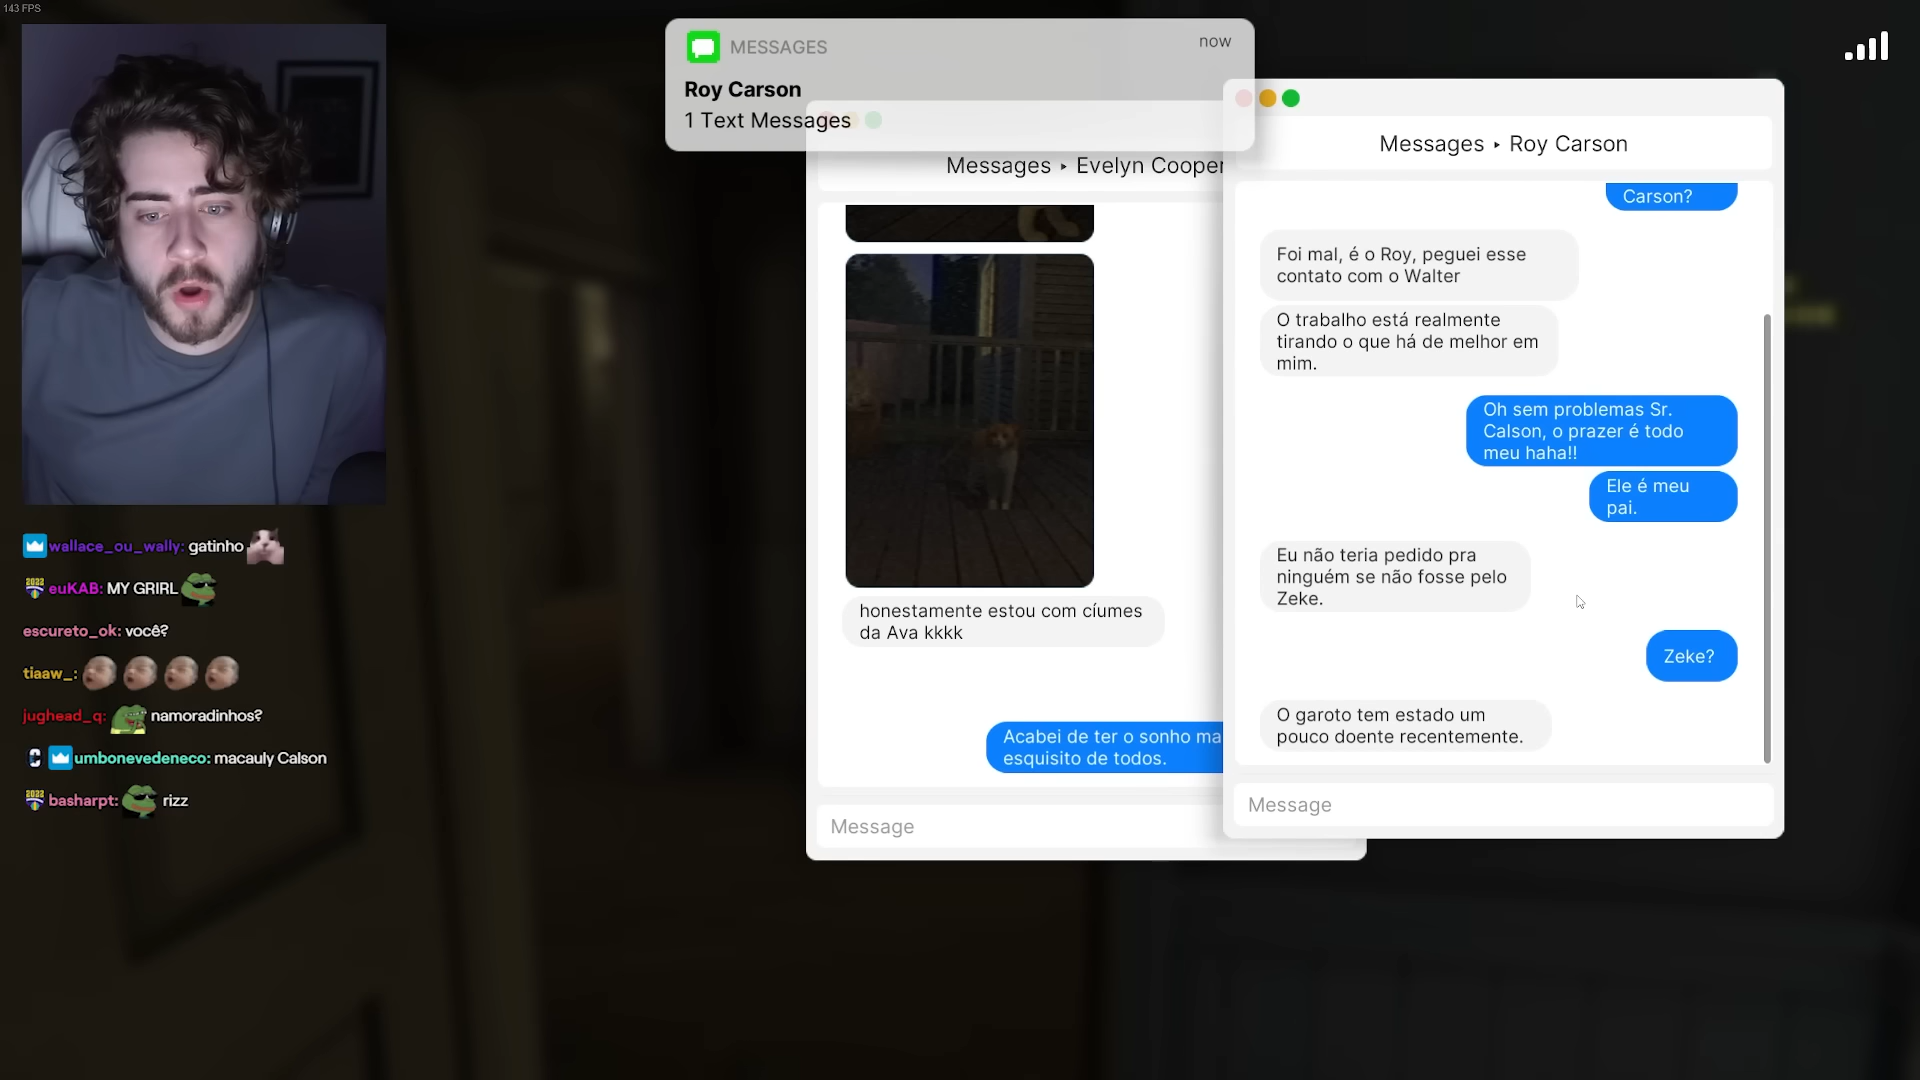 143 FPS
MESSAGES
now
Roy Carson
1 Text Messages
Messages ‣ Evelyn Cooper
honestamente estou com cíumes
da Ava kkkk
Acabei de ter o sonho ma
esquisito de todos.
Message
Messages ‣ Roy Carson
Carson?
Foi mal, é o Roy, peguei esse
contato com o Walter
O trabalho está realmente
tirando o que há de melhor em
mim.
Oh sem problemas Sr.
Calson, o prazer é todo
meu haha!!
Ele é meu
pai.
Eu não teria pedido pra
ninguém se não fosse pelo
Zeke.
Zeke?
O garoto tem estado um
pouco doente recentemente.
Message
wallace_ou_wally: gatinho
2022 euKAB: MY GRIRL
escureto_ok: você?
tiaaw_:
jughead_q: namoradinhos?
umbonevedeneco: macauly Calson
2022 basharpt: rizz